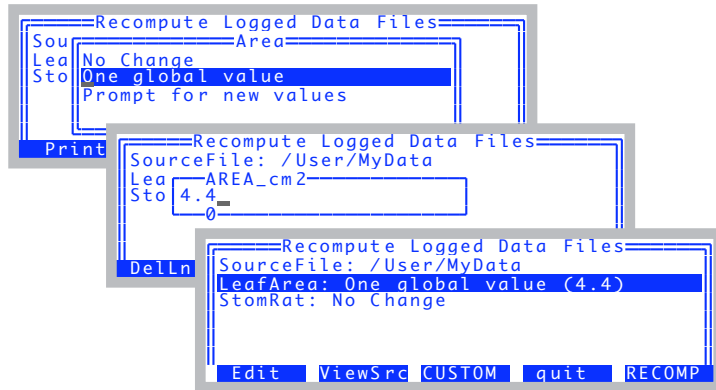 Recompute Logged Data Files
Sou
Area
Lea No Change
Sto One global value
Prompt for new values
Print
Recompute Logged Data Files
SourceFile: /User/MyData
Lea AREA_cm2
Sto 4.4
0
DelLn
Recompute Logged Data Files
SourceFile: /User/MyData
LeafArea: One global value (4.4)
StomRat: No Change
Edit ViewSrc CUSTOM quit RECOMP